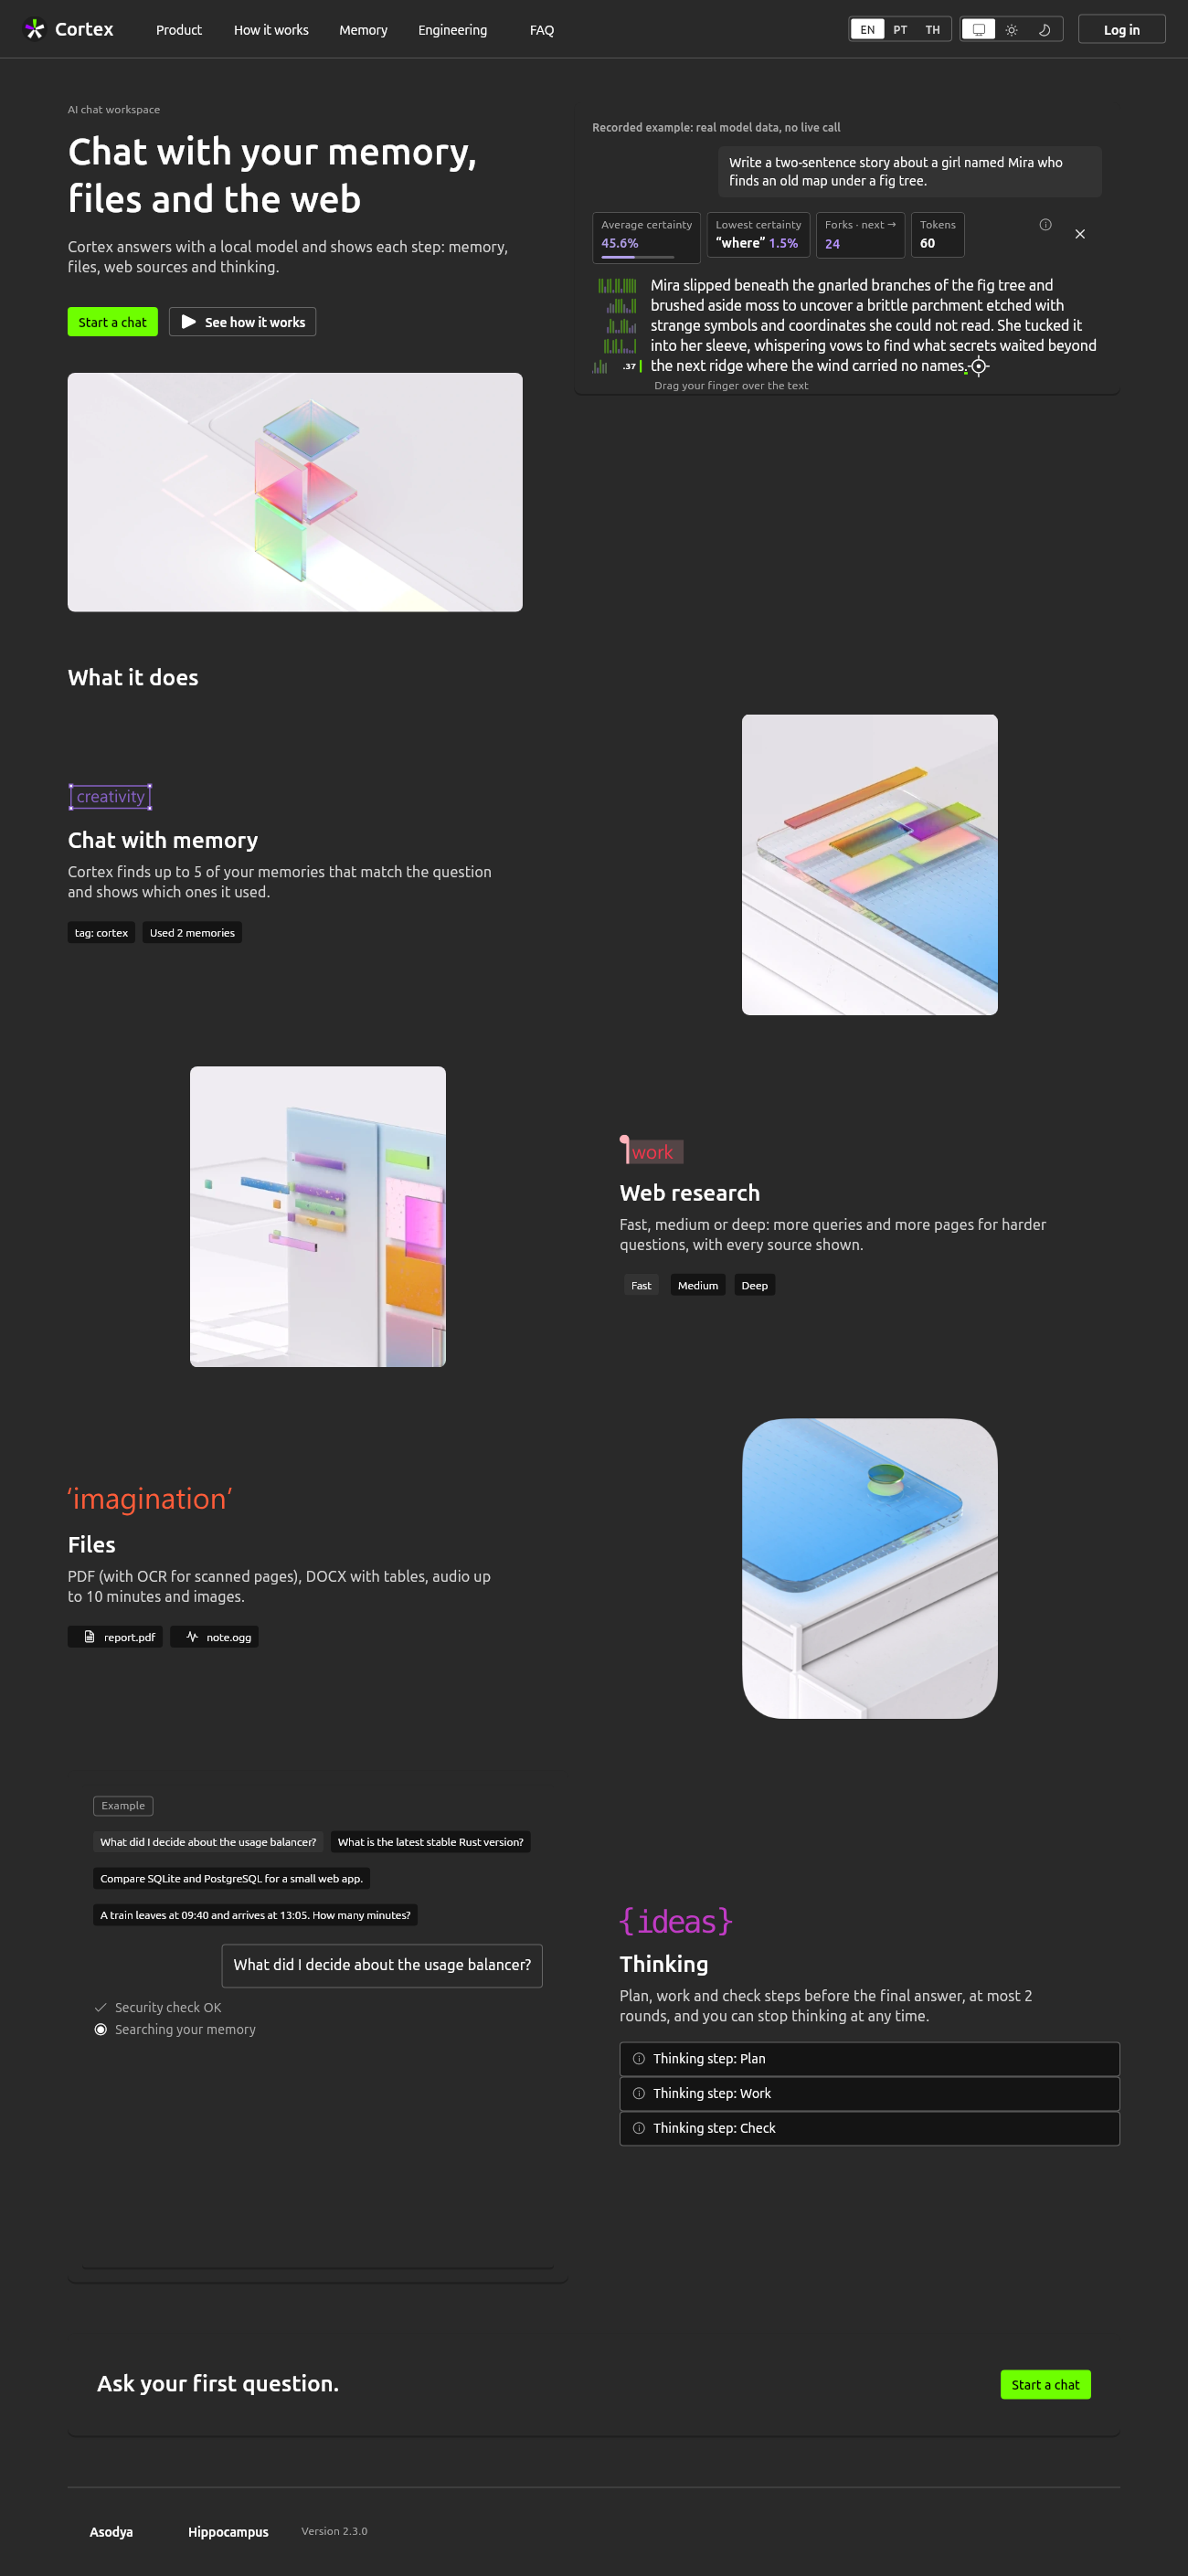 Cortex
Product
How it works
Memory
Engineering
FAQ
EN
PT
TH
Log in
AI chat workspace
Chat with your memory,
files and the web
Cortex answers with a local model and shows each step: memory,
files, web sources and thinking.
Start a chat
See how it works
Recorded example: real model data, no live call
Write a two-sentence story about a girl named Mira who
finds an old map under a fig tree.
Average certainty
45.6%
Lowest certainty
“where” 1.5%
Forks · next →
24
Tokens
60
Mira slipped beneath the gnarled branches of the fig tree and
brushed aside moss to uncover a brittle parchment etched with
strange symbols and coordinates she could not read. She tucked it
into her sleeve, whispering vows to find what secrets waited beyond
.37
the next ridge where the wind carried no names.
Drag your finger over the text
What it does
creativity
Chat with memory
Cortex finds up to 5 of your memories that match the question
and shows which ones it used.
tag: cortex
Used 2 memories
work
Web research
Fast, medium or deep: more queries and more pages for harder
questions, with every source shown.
Fast
Medium
Deep
‘imagination’
Files
PDF (with OCR for scanned pages), DOCX with tables, audio up
to 10 minutes and images.
report.pdf
note.ogg
Example
What did I decide about the usage balancer?
What is the latest stable Rust version?
Compare SQLite and PostgreSQL for a small web app.
A train leaves at 09:40 and arrives at 13:05. How many minutes?
What did I decide about the usage balancer?
Security check OK
Searching your memory
{ideas}
Thinking
Plan, work and check steps before the final answer, at most 2
rounds, and you can stop thinking at any time.
Thinking step: Plan
Thinking step: Work
Thinking step: Check
Ask your first question.
Start a chat
Asodya
Hippocampus
Version 2.3.0